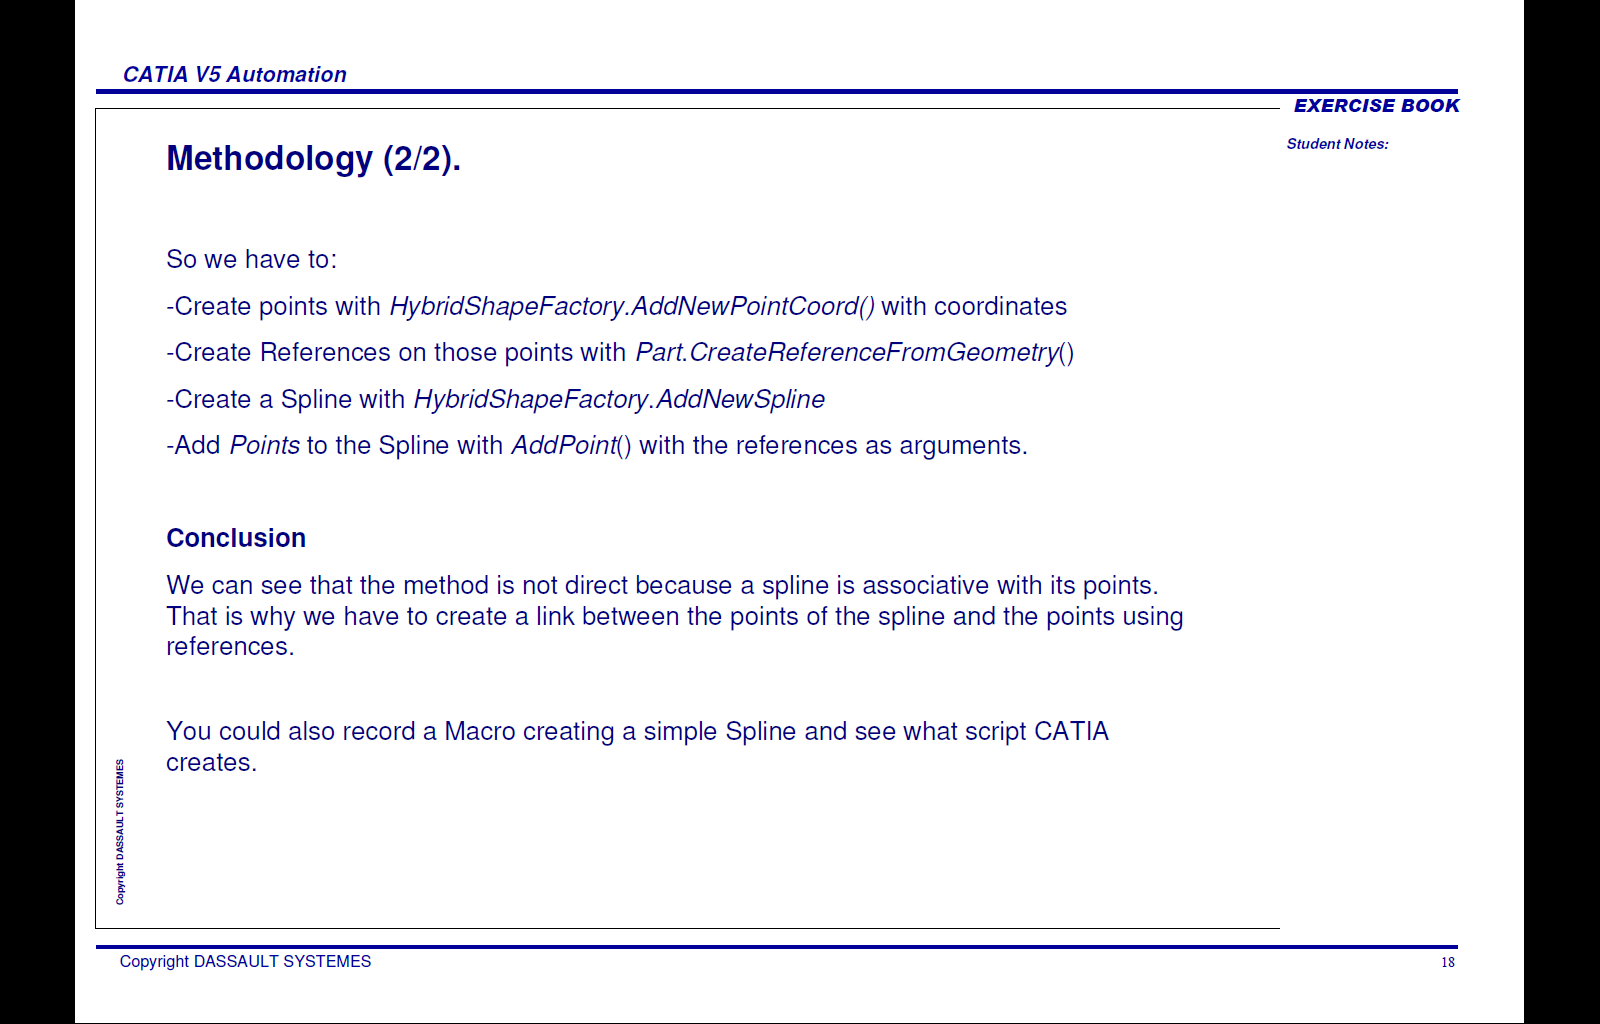 CATIA V5 Automation
EXERCISE BOOK
Student Notes:
Methodology (2/2).
So we have to:
-Create points with HybridShapeFactory.AddNewPointCoord() with coordinates
-Create References on those points with Part.CreateReferenceFromGeometry()
-Create a Spline with HybridShapeFactory.AddNewSpline
-Add Points to the Spline with AddPoint() with the references as arguments.
Conclusion
We can see that the method is not direct because a spline is associative with its points.
That is why we have to create a link between the points of the spline and the points using
references.
You could also record a Macro creating a simple Spline and see what script CATIA
creates.
Copyright DASSAULT SYSTEMES
Copyright DASSAULT SYSTEMES
18